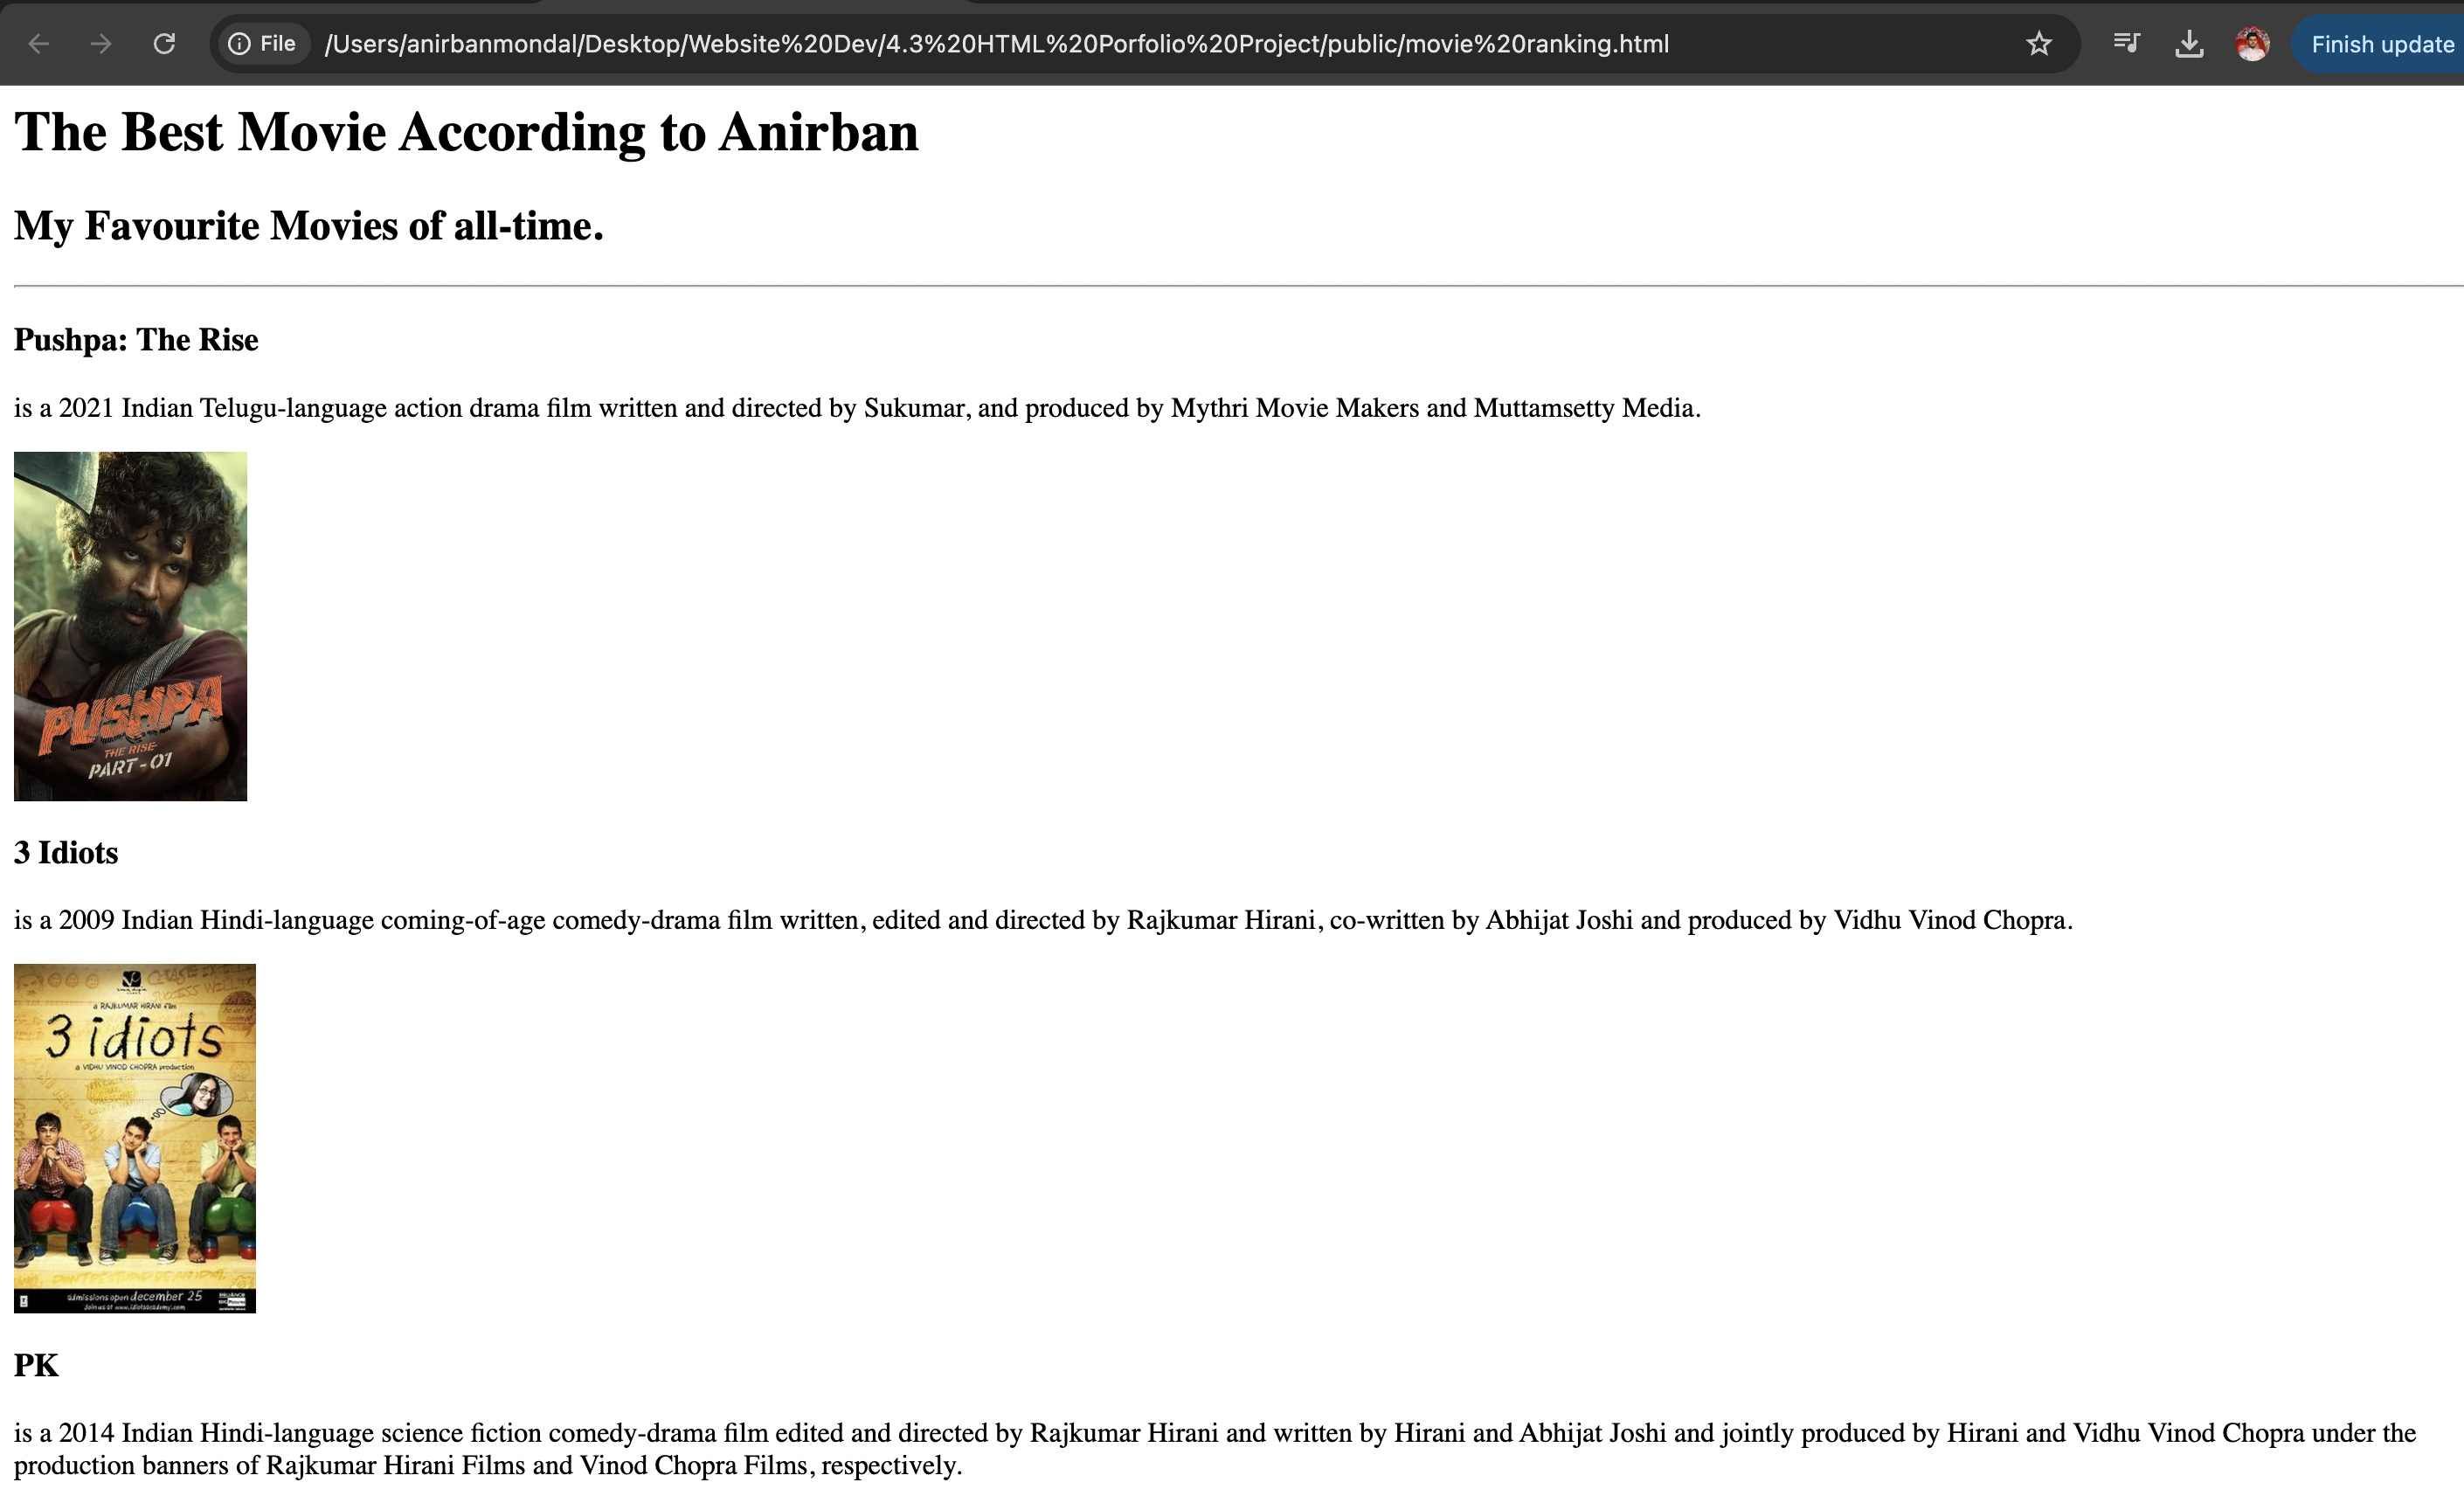 File
/Users/anirbanmondal/Desktop/Website%20Dev/4.3%20HTML%20Porfolio%20Project/public/movie%20ranking.html
Finish update
The Best Movie According to Anirban
My Favourite Movies of all-time.
Pushpa: The Rise
is a 2021 Indian Telugu-language action drama film written and directed by Sukumar, and produced by Mythri Movie Makers and Muttamsetty Media.
PUSHPA
THE RISE
PART-01
3 Idiots
is a 2009 Indian Hindi-language coming-of-age comedy-drama film written, edited and directed by Rajkumar Hirani, co-written by Abhijat Joshi and produced by Vidhu Vinod Chopra.
a RAJKUMAR HIRANI film
3 idiots
a VIDHU VINOD CHOPRA production
admissions open december 25
Join us at www.idiotsacademy.com
PK
is a 2014 Indian Hindi-language science fiction comedy-drama film edited and directed by Rajkumar Hirani and written by Hirani and Abhijat Joshi and jointly produced by Hirani and Vidhu Vinod Chopra under the
production banners of Rajkumar Hirani Films and Vinod Chopra Films, respectively.